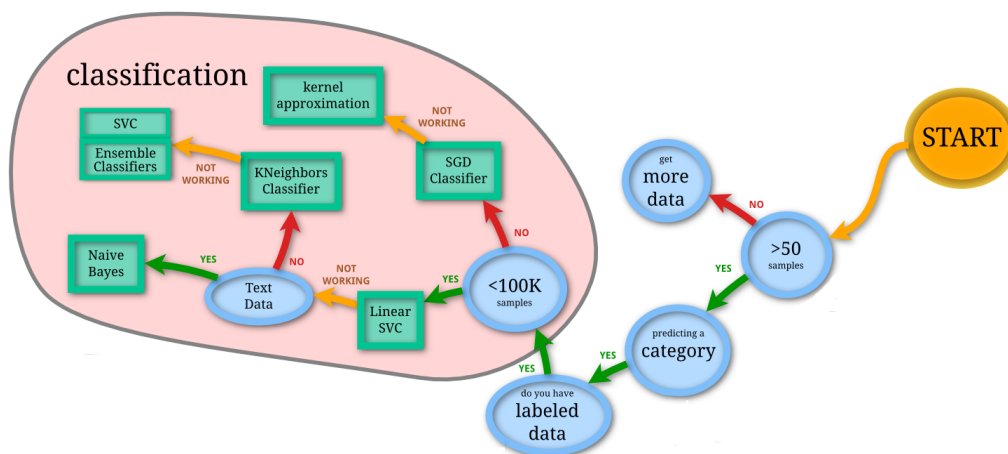 classification
kernel
approximation
NOT
WORKING
SVC
Ensemble
Classifiers
NOT
WORKING
KNeighbors
Classifier
SGD
Classifier
START
get
more
data
NO
>50
samples
YES
NO
NO
Naive
Bayes
YES
Text
Data
NOT
WORKING
Linear
SVC
YES
<100K
samples
predicting a
category
YES
YES
do you have
labeled
data